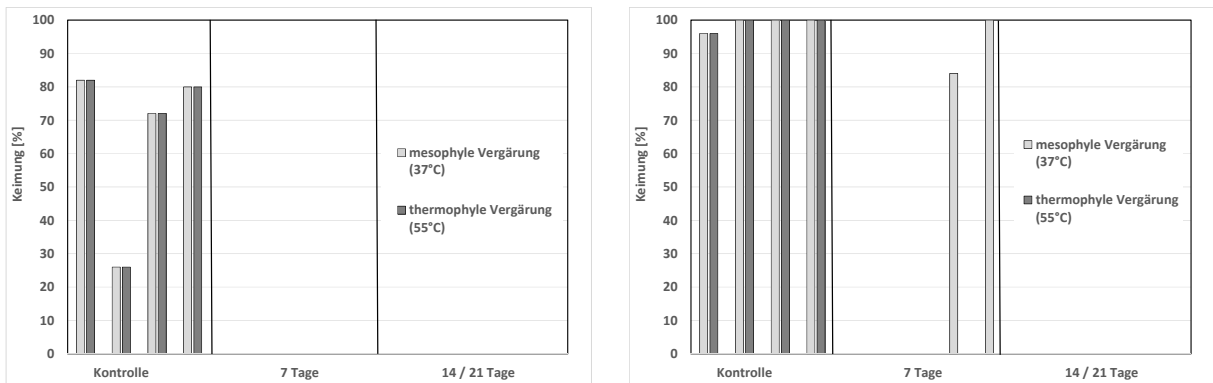 Keimung [%]
100
90
80
70
60
50
40
30
20
10
0
mesophyle Vergärung
(37°C)
thermophyle Vergärung
(55°C)
Kontrolle 7 Tage 14 / 21 Tage
Keimung [%]
100
90
80
70
60
50
40
30
20
10
0
mesophyle Vergärung
(37°C)
thermophyle Vergärung
(55°C)
Kontrolle 7 Tage 14 / 21 Tage